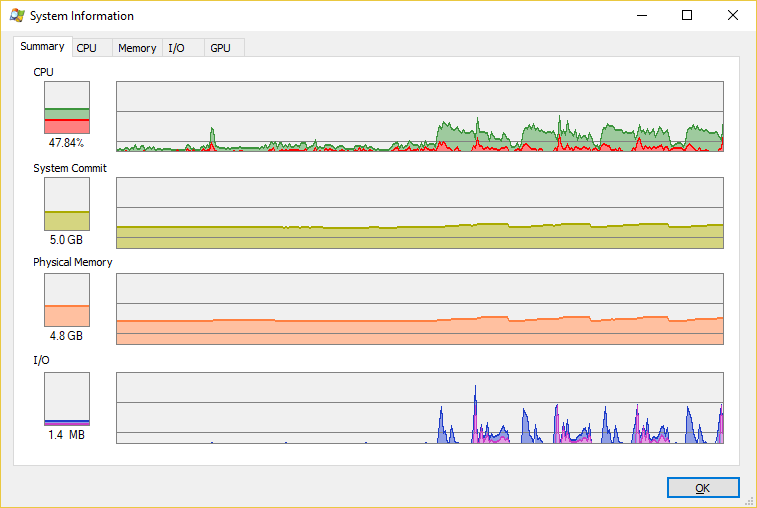 System Information
Summary CPU Memory I/O GPU
CPU
47.84%
System Commit
5.0 GB
Physical Memory
4.8 GB
I/O
1.4 MB
OK